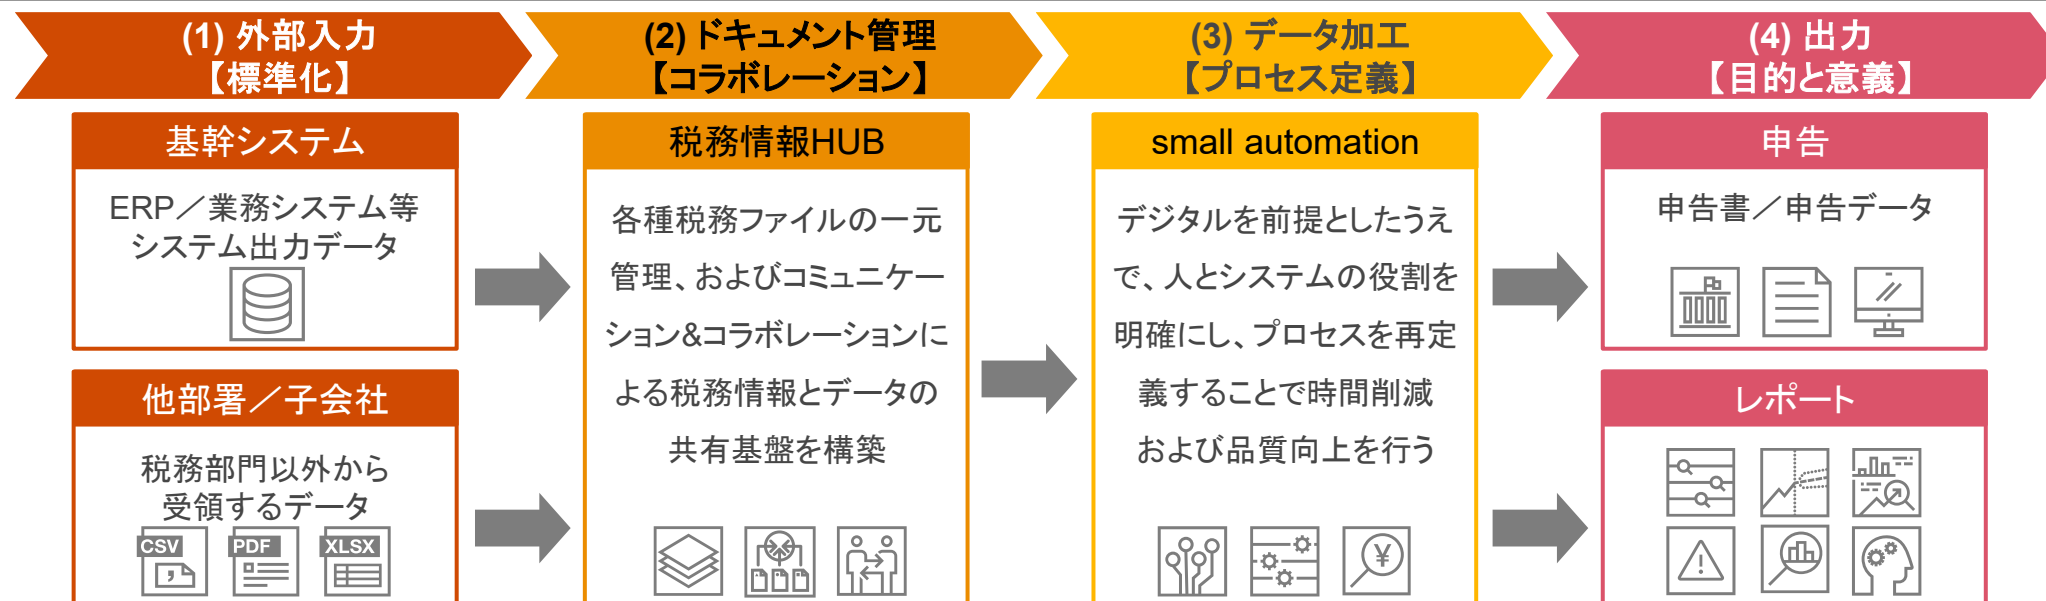 (1) 外部入力
【標準化】
(2) ドキュメント管理
【コラボレーション】
(3) データ加工
【プロセス定義】
(4) 出力
【目的と意義】
基幹システム
ERP／業務システム等
システム出力データ
他部署／子会社
税務部門以外から
受領するデータ
CSV
PDF
XLSX
税務情報HUB
各種税務ファイルの一元
管理、およびコミュニケー
ション&コラボレーションに
よる税務情報とデータの
共有基盤を構築
small automation
デジタルを前提としたうえ
で、人とシステムの役割を
明確にし、プロセスを再定
義することで時間削減
および品質向上を行う
¥
申告
申告書／申告データ
レポート